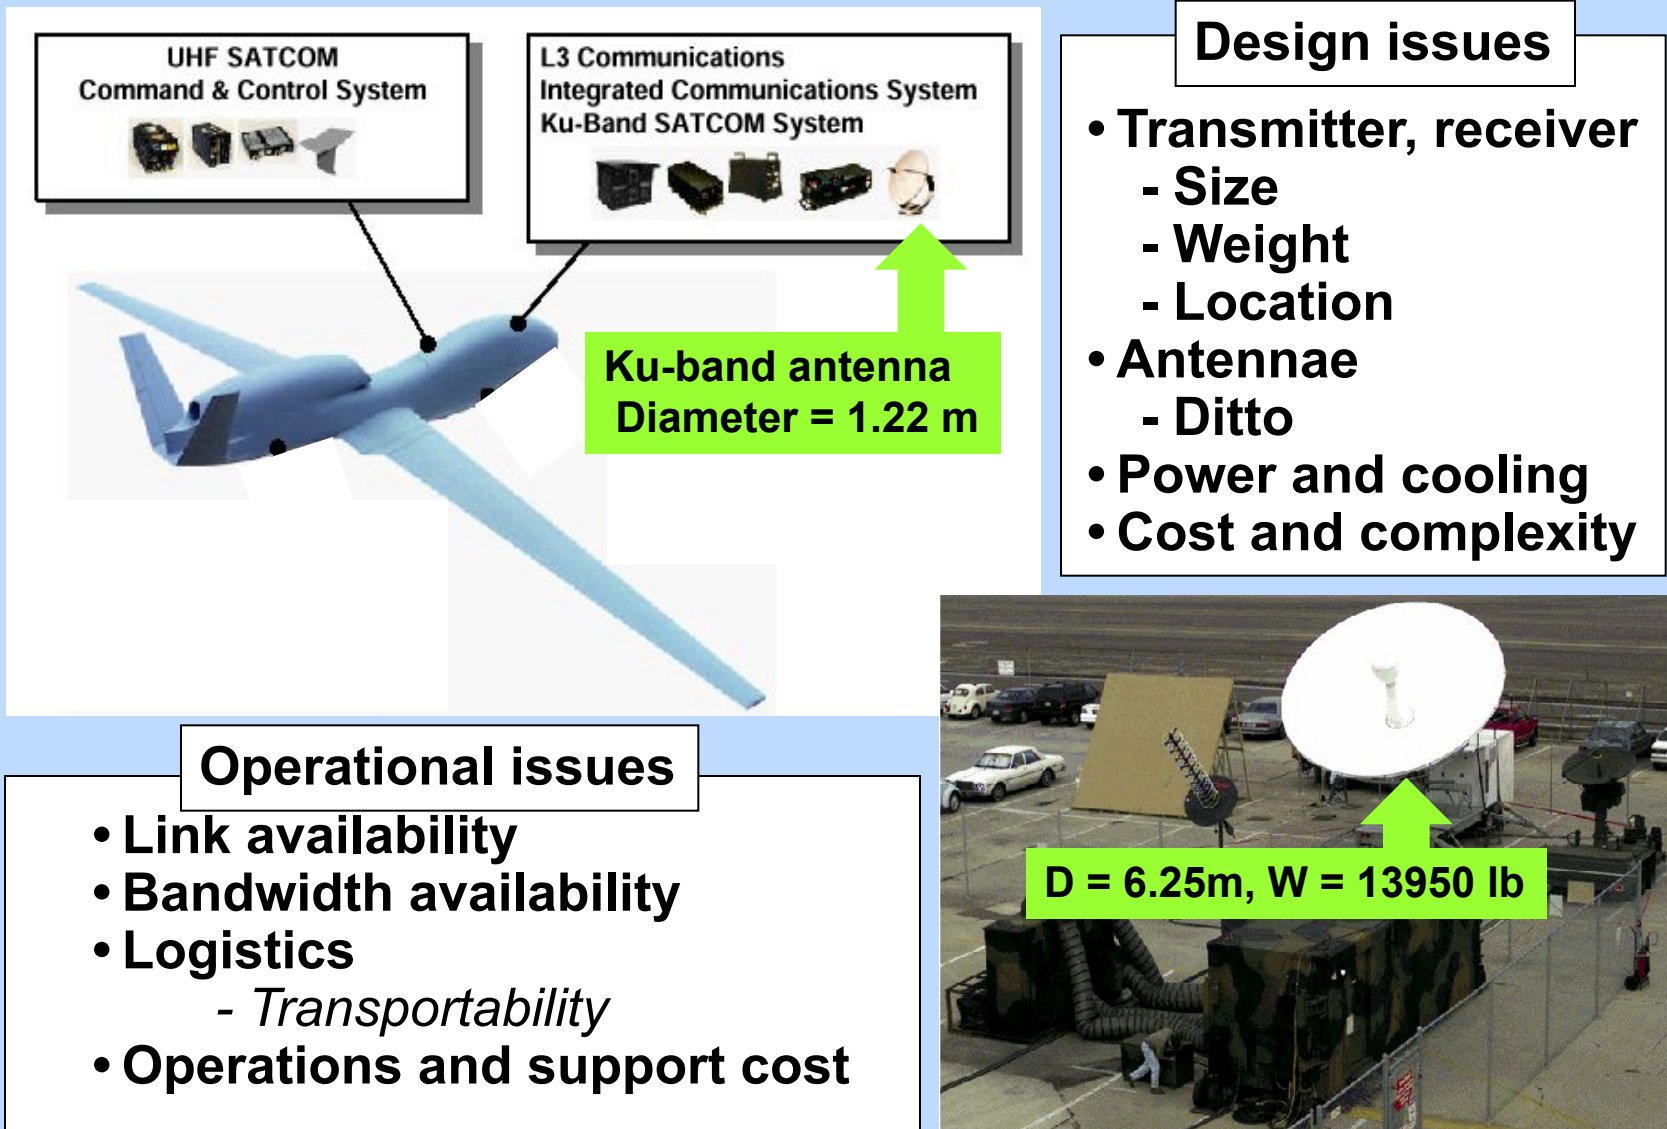 UHF SATCOM
Command & Control System
L3 Communications
Integrated Communications System
Ku-Band SATCOM System
Ku-band antenna
Diameter = 1.22 m
Design issues
• Transmitter, receiver
- Size
- Weight
- Location
• Antennae
- Ditto
• Power and cooling
• Cost and complexity
Operational issues
• Link availability
• Bandwidth availability
• Logistics
- Transportability
• Operations and support cost
D = 6.25m, W = 13950 lb